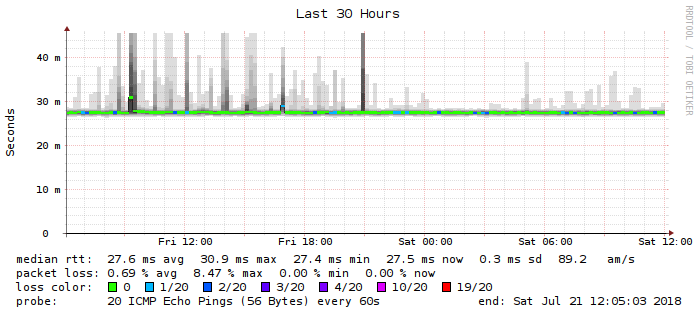 Last 30 Hours
RRDTOOL / TOBI OETIKER
Seconds
40 m
30 m
20 m
10 m
0
Fri 12:00 Fri 18:00 Sat 00:00 Sat 06:00 Sat 12:00
median rtt: 27.6 ms avg 30.9 ms max 27.4 ms min 27.5 ms now 0.3 ms sd 89.2 am/s
packet loss: 0.69 % avg 8.47 % max 0.00 % min 0.00 % now
loss color: 0 1/20 2/20 3/20 4/20 10/20 19/20
probe: 20 ICMP Echo Pings (56 Bytes) every 60s end: Sat Jul 21 12:05:03 2018